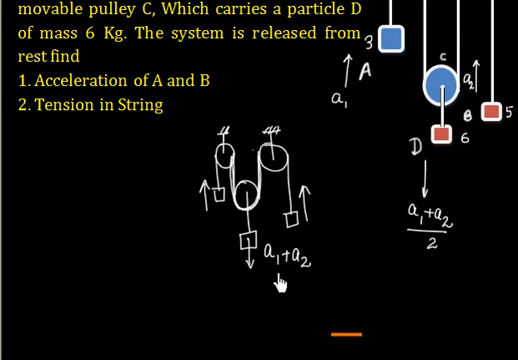 movable pulley C, Which carries a particle D
of mass 6 Kg. The system is released from
rest find
1. Acceleration of A and B
2. Tension in String
3
A
a₁
C
a₂
B
5
6
D
a₁+a₂
2
a₁+a₂